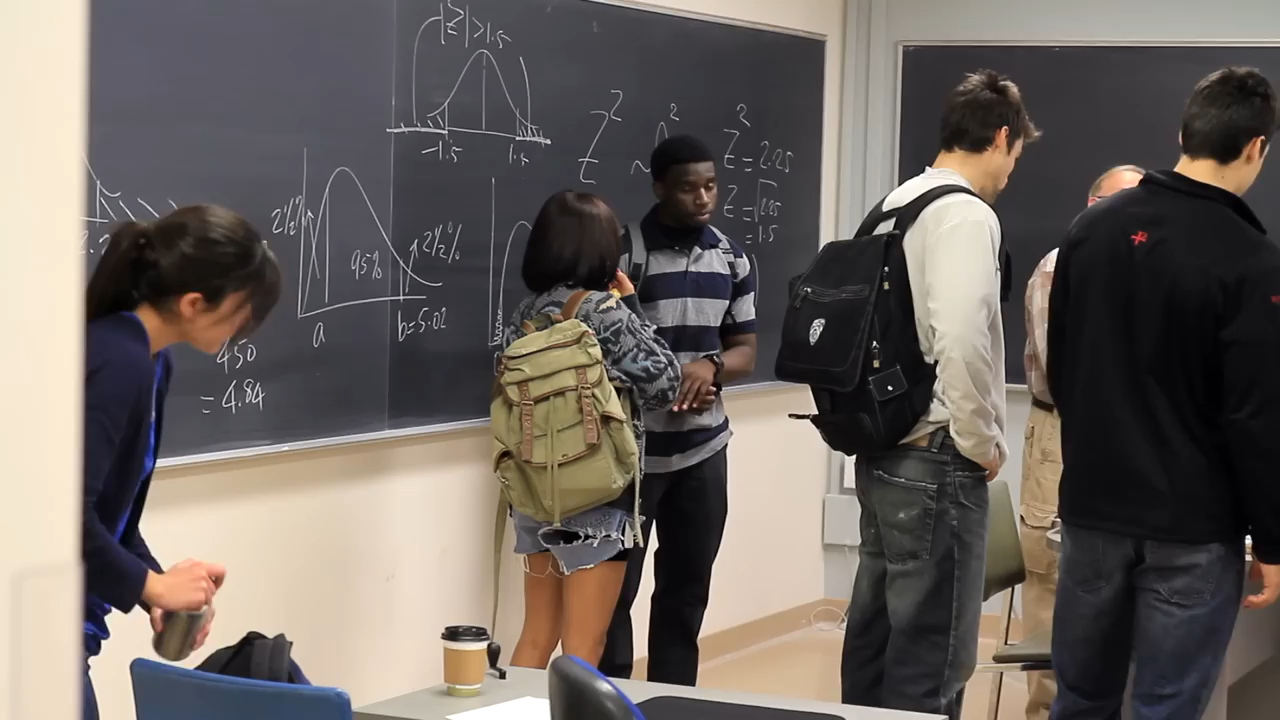 |Z|>1.5
-1.5 1.5
Z² ~
Z² = 2.25
Z = √2.25
= 1.5
2½%
95%
2½%
a
b=5.02
450
= 4.84